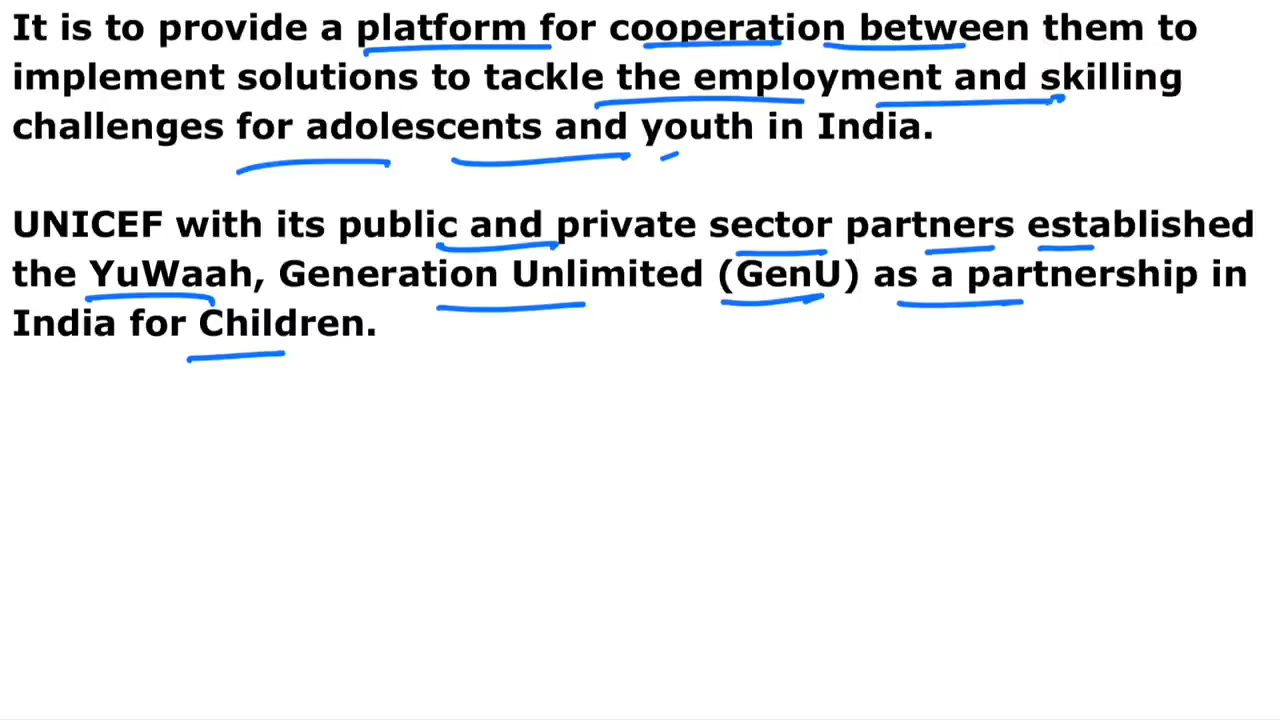 It is to provide a platform for cooperation between them to
implement solutions to tackle the employment and skilling
challenges for adolescents and youth in India.
UNICEF with its public and private sector partners established
the YuWaah, Generation Unlimited (GenU) as a partnership in
India for Children.